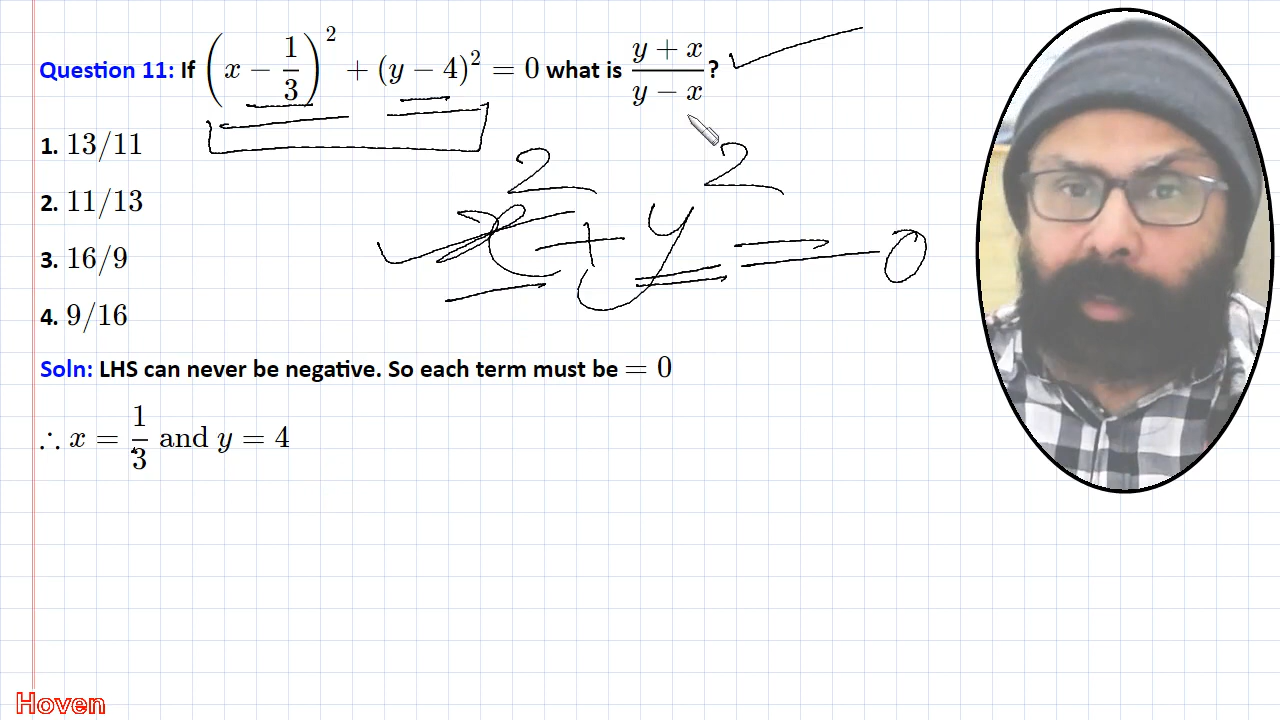 Question 11: If (x − 1/3)² + (y − 4)² = 0 what is (y + x)/(y − x)?
1. 13/11
2. 11/13
x² + y² = 0
3. 16/9
4. 9/16
Soln: LHS can never be negative. So each term must be = 0
∴ x = 1/3 and y = 4
Hoven